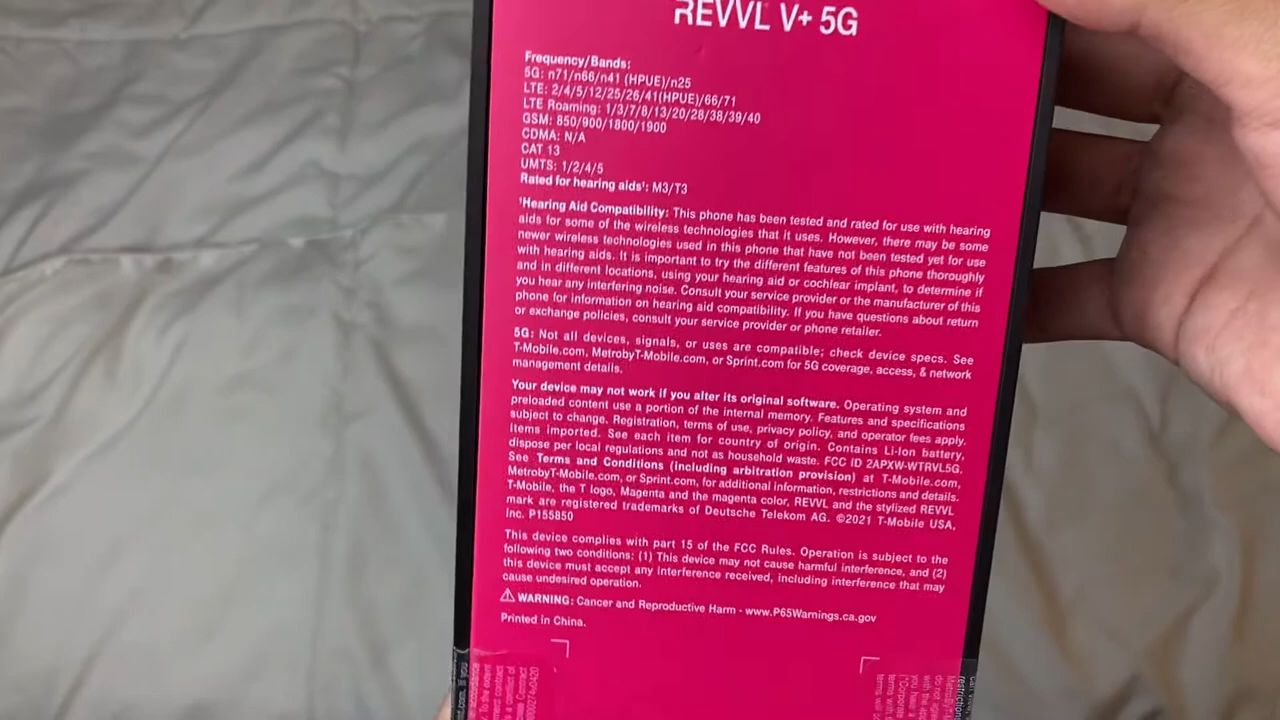 REVVL V+ 5G
Frequency/Bands:
5G: n71/n66/n41 (HPUE)/n25
LTE: 2/4/5/12/25/26/41(HPUE)/66/71
LTE Roaming: 1/3/7/8/13/20/28/38/39/40
GSM: 850/900/1800/1900
CDMA: N/A
CAT 13
UMTS: 1/2/4/5
Rated for hearing aids¹: M3/T3
¹Hearing Aid Compatibility: This phone has been tested and rated for use with hearing
aids for some of the wireless technologies that it uses. However, there may be some
newer wireless technologies used in this phone that have not been tested yet for use
with hearing aids. It is important to try the different features of this phone thoroughly
and in different locations, using your hearing aid or cochlear implant, to determine if
you hear any interfering noise. Consult your service provider or the manufacturer of this
phone for information on hearing aid compatibility. If you have questions about return
or exchange policies, consult your service provider or phone retailer.
5G: Not all devices, signals, or uses are compatible; check device specs. See
T-Mobile.com, MetrobyT-Mobile.com, or Sprint.com for 5G coverage, access, & network
management details.
Your device may not work if you alter its original software. Operating system and
preloaded content use a portion of the internal memory. Features and specifications
subject to change. Registration, terms of use, privacy policy, and operator fees apply.
Items imported. See each item for country of origin. Contains Li-Ion battery,
dispose per local regulations and not as household waste. FCC ID 2APXW-WTRVL5G.
See Terms and Conditions (including arbitration provision) at T-Mobile.com,
MetrobyT-Mobile.com, or Sprint.com, for additional information, restrictions and details.
T-Mobile, the T logo, Magenta and the magenta color, REVVL and the stylized REVVL
mark are registered trademarks of Deutsche Telekom AG. ©2021 T-Mobile USA,
Inc. P155850
This device complies with part 15 of the FCC Rules. Operation is subject to the
following two conditions: (1) This device may not cause harmful interference, and (2)
this device must accept any interference received, including interference that may
cause undesired operation.
WARNING: Cancer and Reproductive Harm - www.P65Warnings.ca.gov
Printed in China.